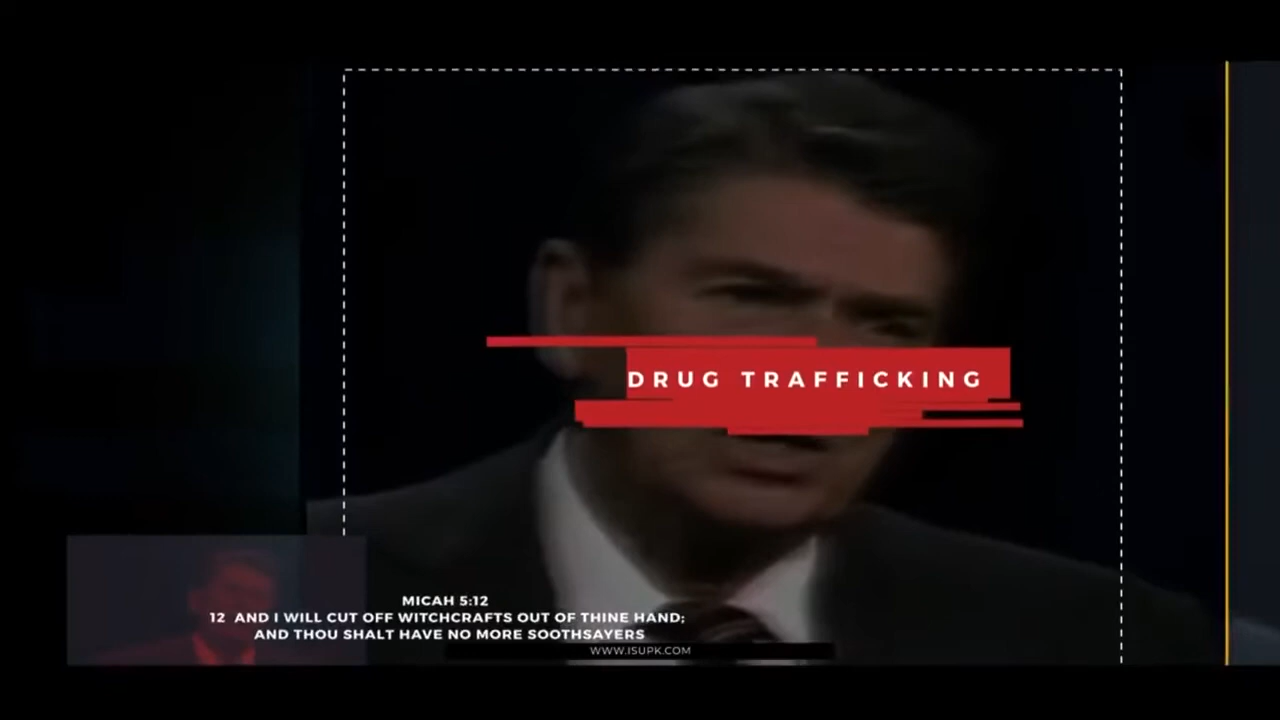 DRUG TRAFFICKING
MICAH 5:12
12 AND I WILL CUT OFF WITCHCRAFTS OUT OF THINE HAND;
AND THOU SHALT HAVE NO MORE SOOTHSAYERS
WWW.ISUPK.COM